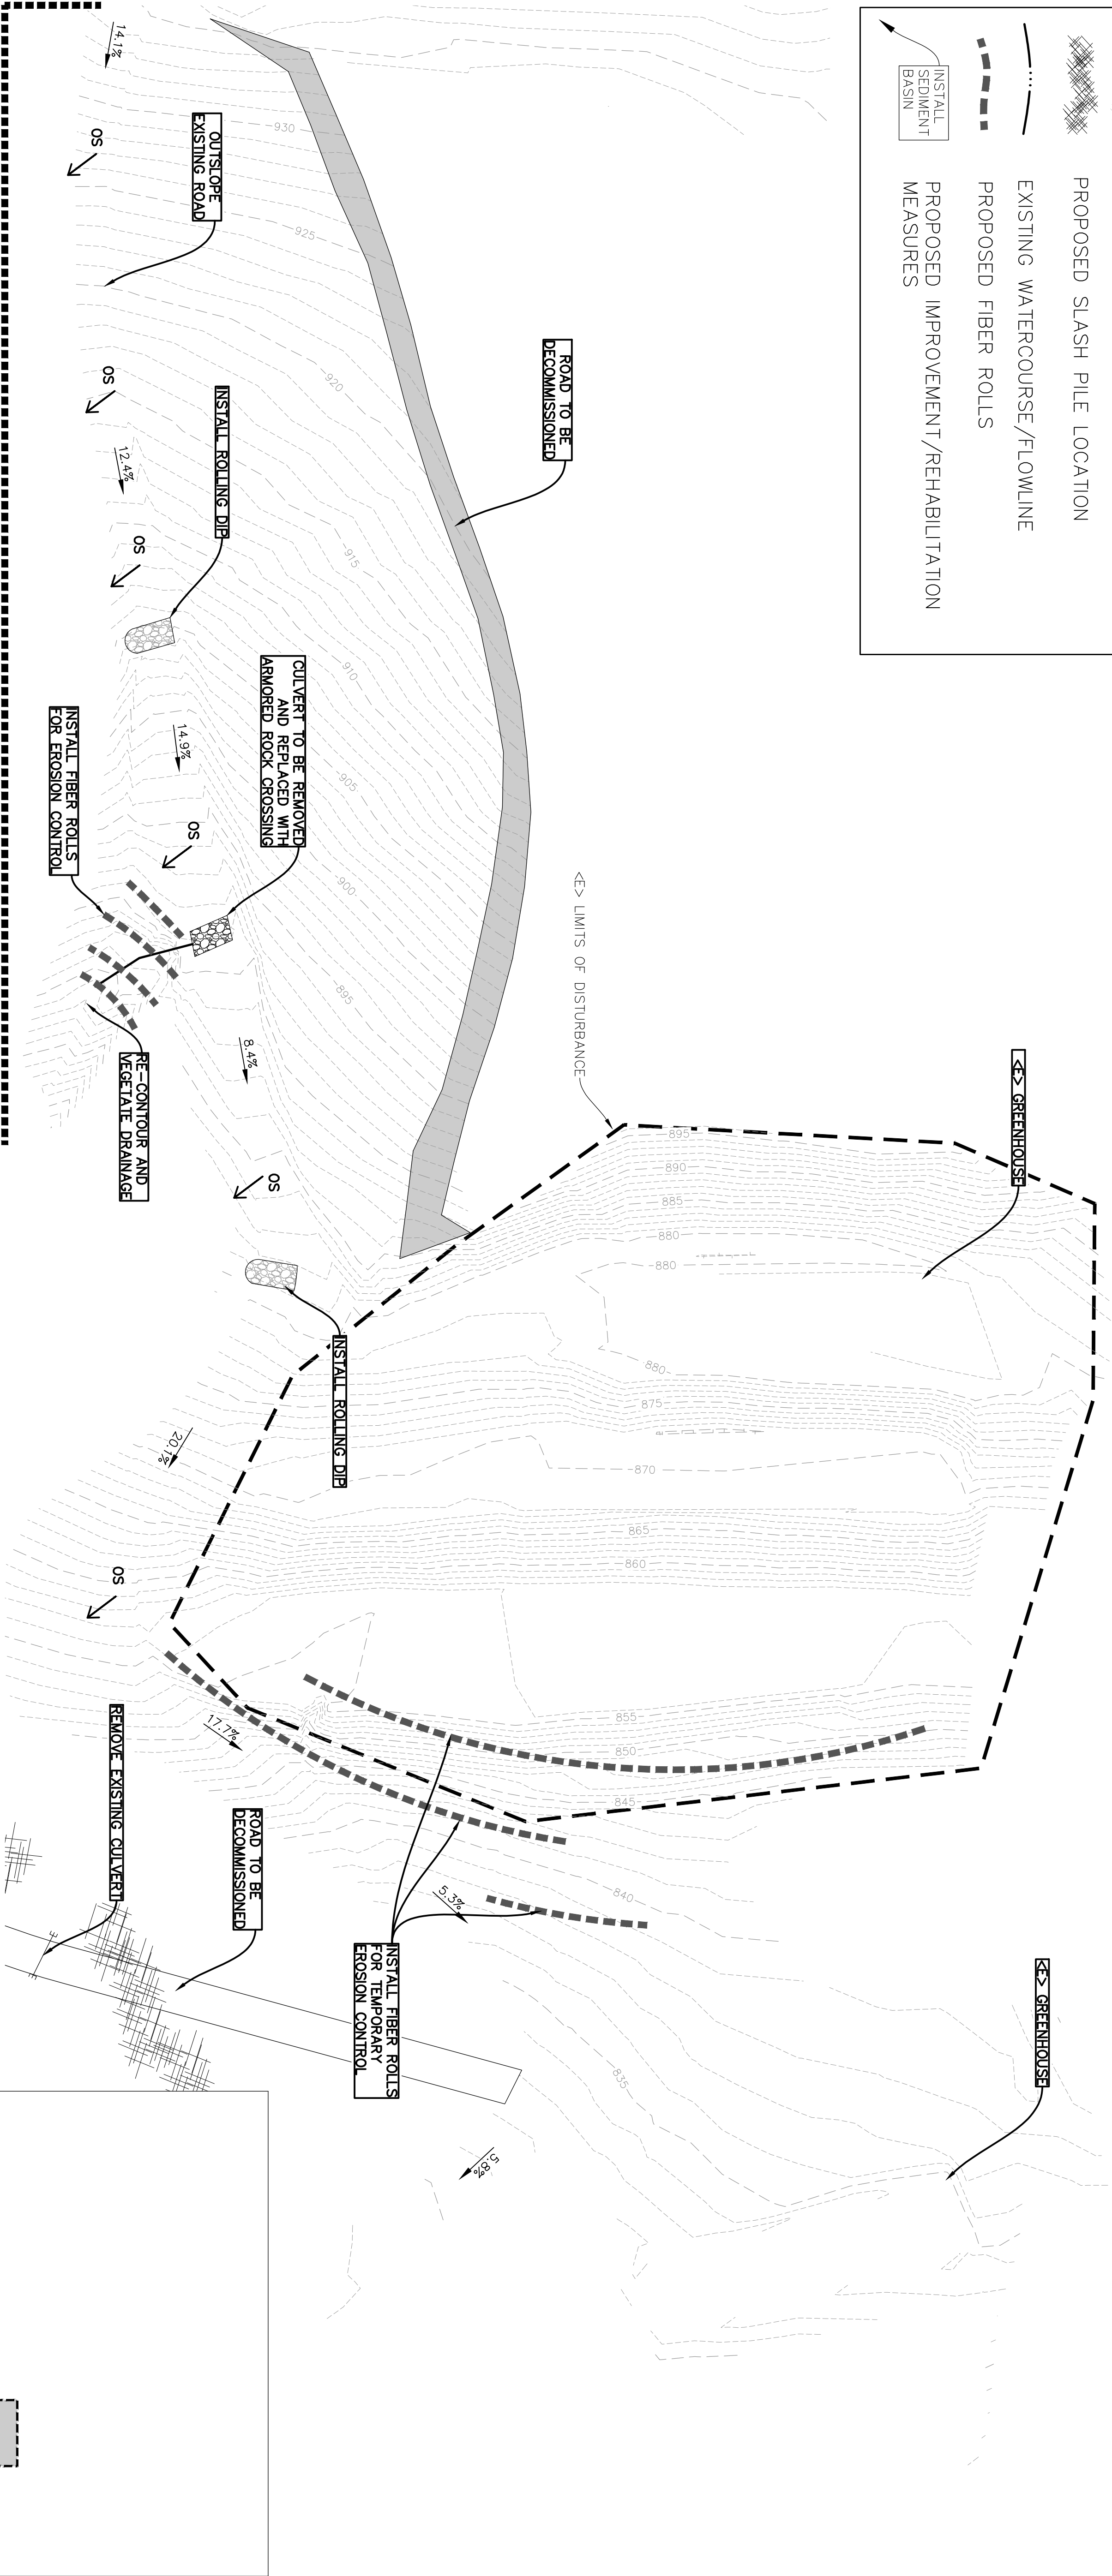 PROPOSED SLASH PILE LOCATION
EXISTING WATERCOURSE/FLOWLINE
PROPOSED FIBER ROLLS
INSTALL
SEDIMENT
BASIN
PROPOSED IMPROVEMENT/REHABILITATION
MEASURES
<E> GREENHOUSE
<E> GREENHOUSE
<E> LIMITS OF DISTURBANCE
ROAD TO BE
DECOMMISSIONED
OUTSLOPE
EXISTING ROAD
INSTALL ROLLING DIP
CULVERT TO BE REMOVED
AND REPLACED WITH
ARMORED ROCK CROSSING
INSTALL FIBER ROLLS
FOR EROSION CONTROL
RE-CONTOUR AND
VEGETATE DRAINAGE
INSTALL ROLLING DIP
REMOVE EXISTING CULVERT
ROAD TO BE
DECOMMISSIONED
INSTALL FIBER ROLLS
FOR TEMPORARY
EROSION CONTROL
14.1%
OS
OS
12.4%
OS
14.9%
OS
8.4%
OS
20.1%
OS
17.7%
5.3%
5.8%
930
925
920
915
910
905
900
895
895
890
885
880
880
880
875
870
865
860
855
850
845
840
835